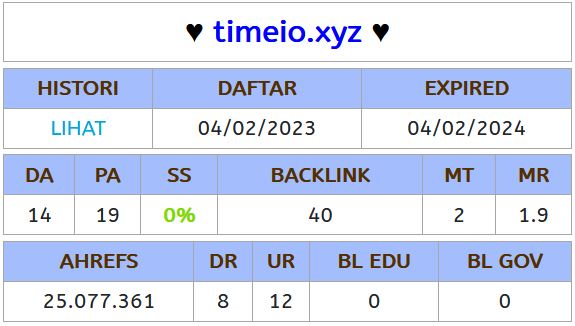 ♥ timeio.xyz ♥
HISTORI DAFTAR EXPIRED
LIHAT 04/02/2023 04/02/2024
DA PA SS BACKLINK MT MR
14 19 0% 40 2 1.9
AHREFS DR UR BL EDU BL GOV
25.077.361 8 12 0 0